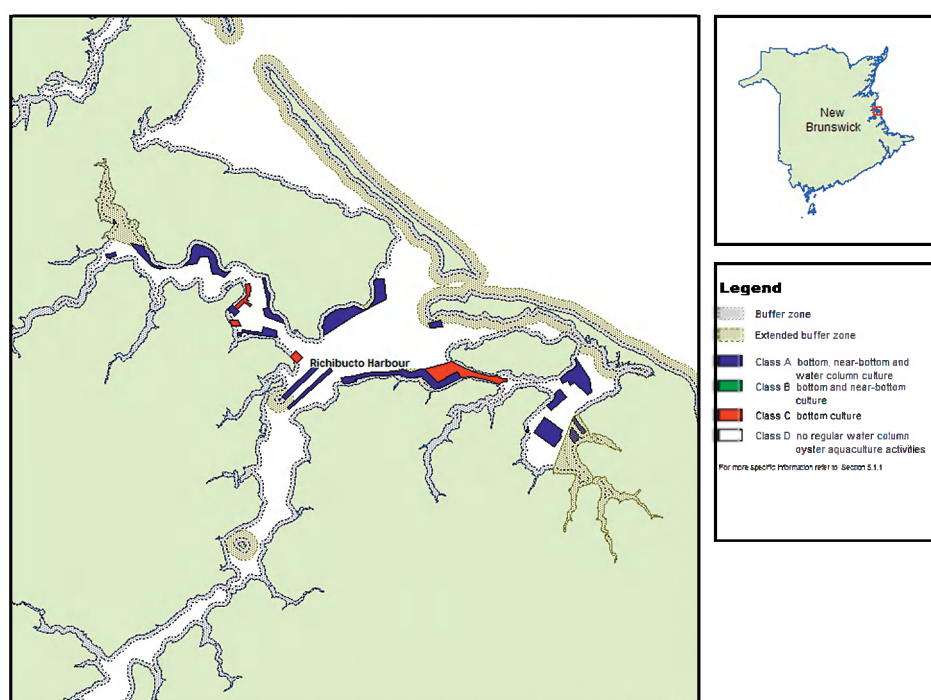 New
Brunswick
Richibucto Harbour
Legend
Buffer zone
Extended buffer zone
Class A bottom, near-bottom and
water column culture
Class B bottom and near-bottom
culture
Class C bottom culture
Class D no regular water column
oyster aquaculture activities
For more specific information refer to Section 5.1.1